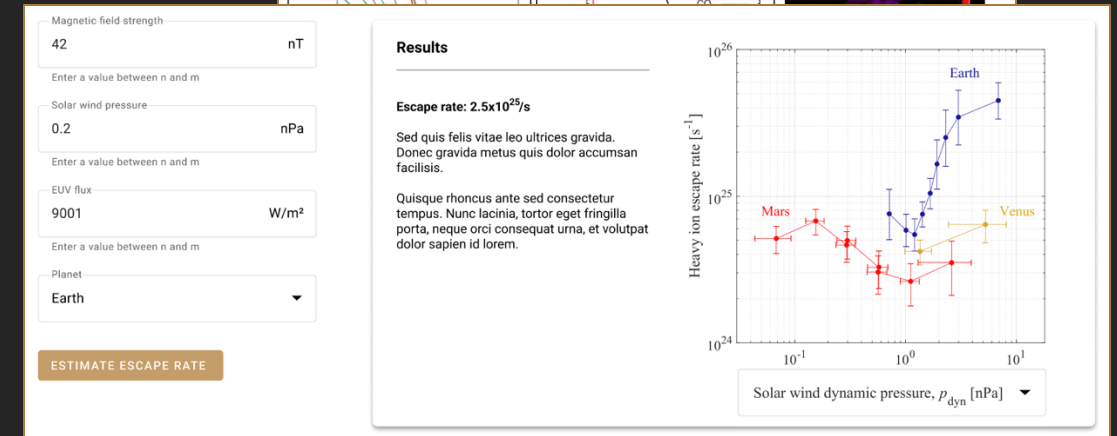 Magnetic field strength
42 nT
Enter a value between n and m
Solar wind pressure
0.2 nPa
Enter a value between n and m
EUV flux
9001 W/m²
Enter a value between n and m
Planet
Earth
ESTIMATE ESCAPE RATE
Results
Escape rate: 2.5x10²⁵/s
Sed quis felis vitae leo ultrices gravida.
Donec gravida metus quis dolor accumsan
facilisis.
Quisque rhoncus ante sed consectetur
tempus. Nunc lacinia, tortor eget fringilla
porta, neque orci consequat urna, et volutpat
dolor sapien id lorem.
Heavy ion escape rate [s⁻¹]
10²⁶
10²⁵
10²⁴
Earth
Mars
Venus
10⁻¹ 10⁰ 10¹
Solar wind dynamic pressure, p_dyn [nPa]